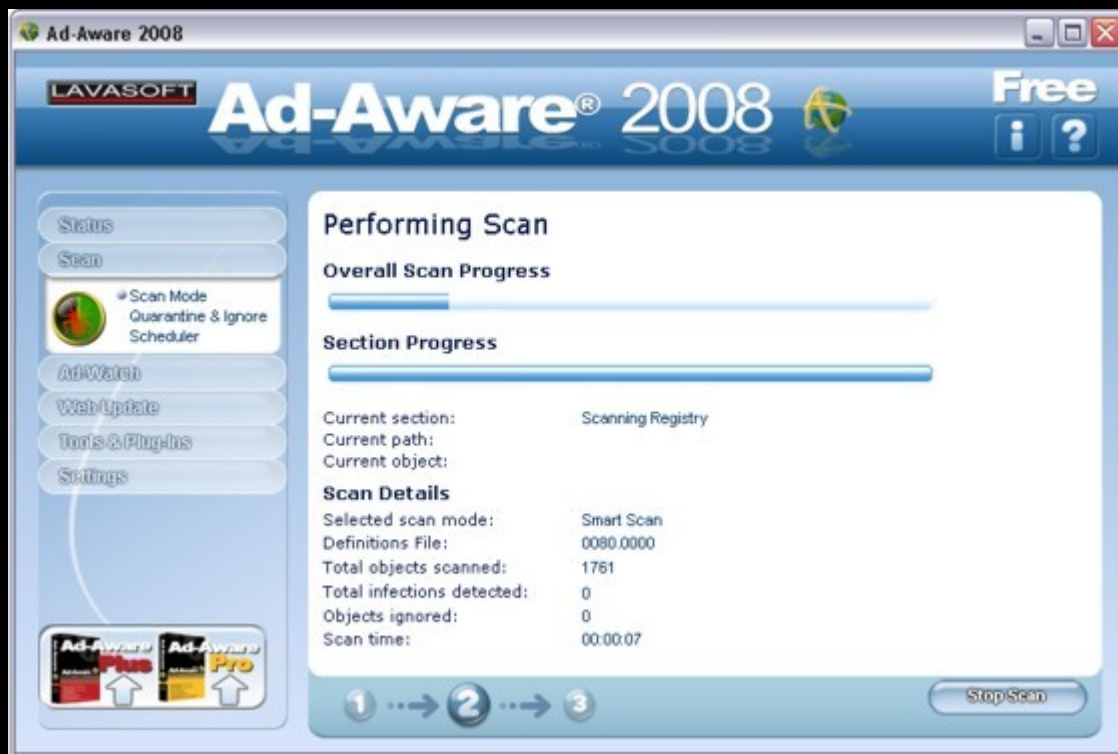 Ad-Aware 2008
LAVASOFT
Ad-Aware® 2008
Free
i ?
Status
Scan
Scan Mode
Quarantine & Ignore
Scheduler
Ad-Watch
Web Update
Tools & Plug-Ins
Settings
Ad-Aware Plus
Ad-Aware Pro
Performing Scan
Overall Scan Progress
Section Progress
Current section: Scanning Registry
Current path:
Current object:
Scan Details
Selected scan mode: Smart Scan
Definitions File: 0080.0000
Total objects scanned: 1761
Total infections detected: 0
Objects ignored: 0
Scan time: 00:00:07
1 2 3
Stop Scan